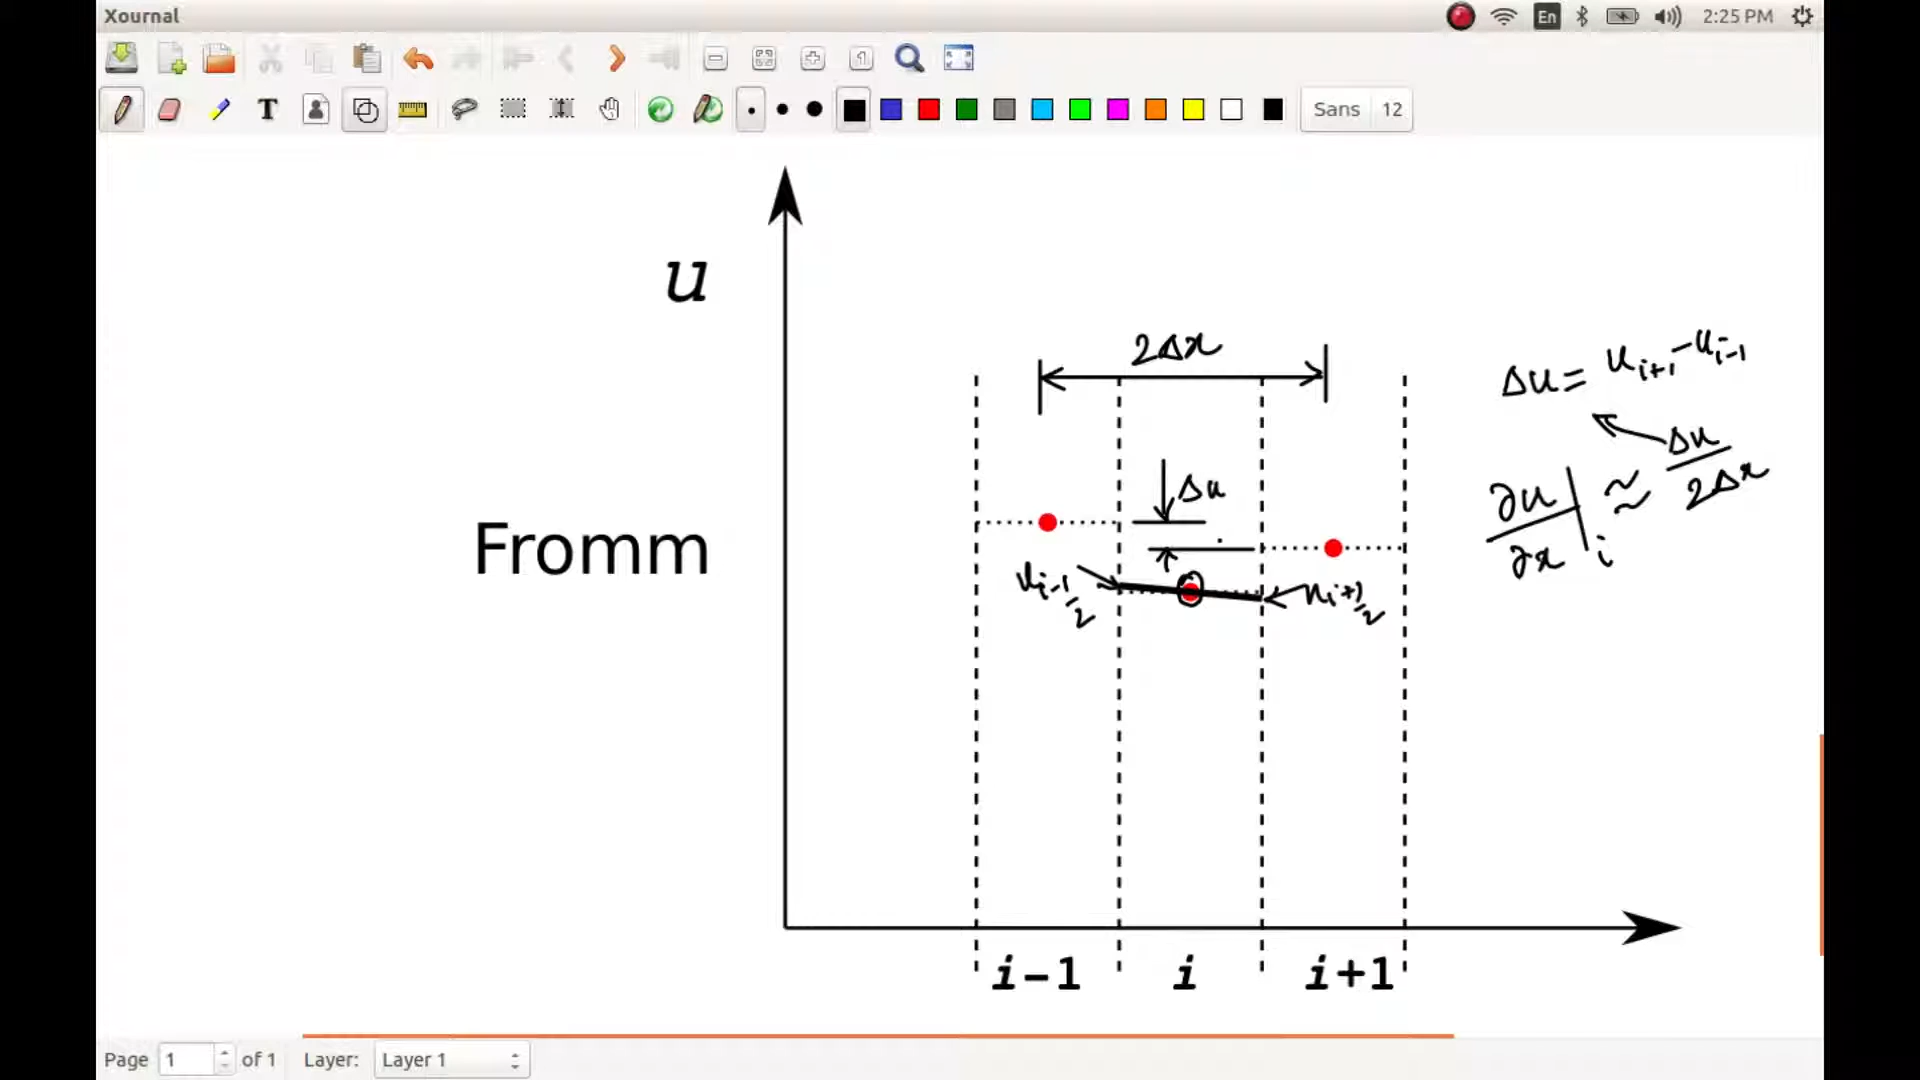 Xournal
En
2:25 PM
T
Sans 12
u
2Δx
Δu = u_{i+1} - u_{i-1}
Δu
∂u/∂x|_i ≈ Δu/2Δx
Fromm
u_{i-1/2}
u_{i+1/2}
i-1 i i+1
Page 1 of 1 Layer: Layer 1